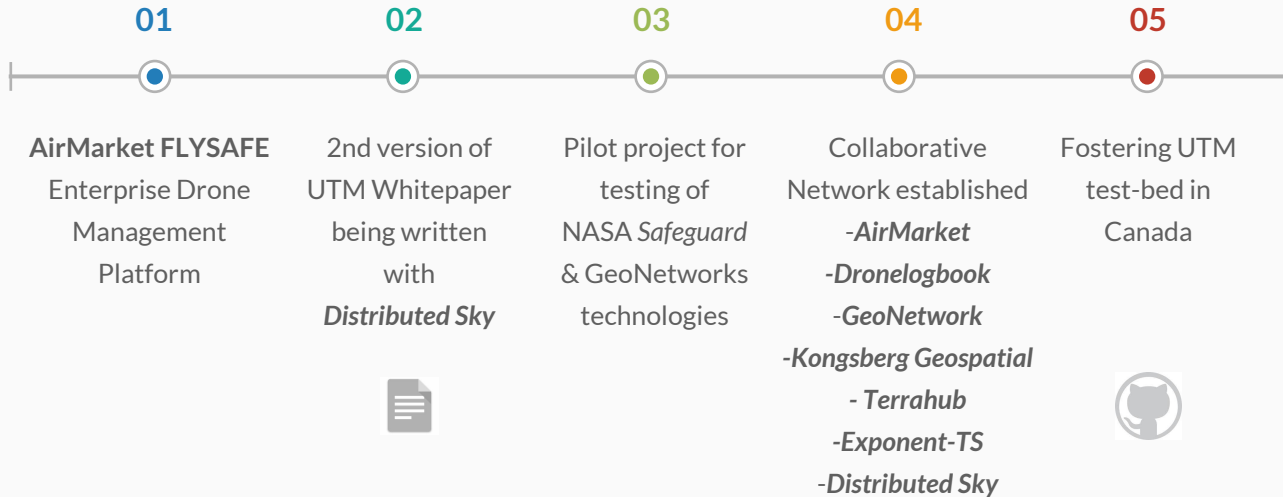 01
AirMarket FLYSAFE
Enterprise Drone
Management
Platform
02
2nd version of
UTM Whitepaper
being written
with
Distributed Sky
03
Pilot project for
testing of
NASA Safeguard
& GeoNetworks
technologies
04
Collaborative
Network established
-AirMarket
-Dronelogbook
-GeoNetwork
-Kongsberg Geospatial
- Terrahub
-Exponent-TS
-Distributed Sky
05
Fostering UTM
test-bed in
Canada